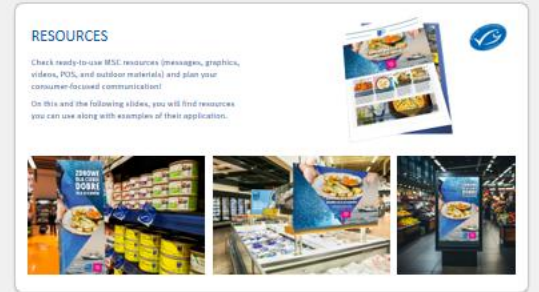 RESOURCES
Check ready-to-use MSC resources (messages, graphics,
videos, POS, and outdoor materials) and plan your
consumer-focused communication!
On this and the following slides, you will find resources
you can use along with examples of their application.
ZDROWE
DOBRE